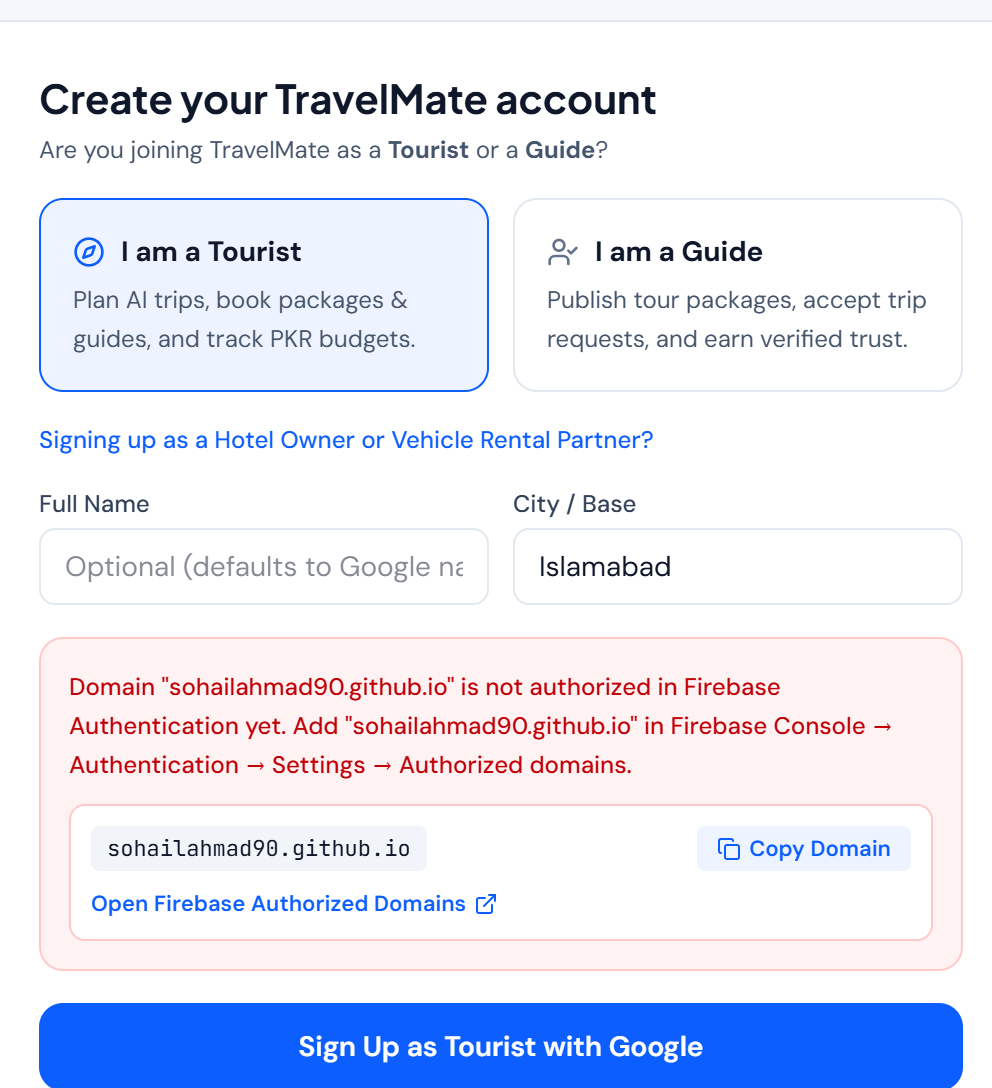 Create your TravelMate account
Are you joining TravelMate as a Tourist or a Guide?
I am a Tourist
Plan AI trips, book packages &
guides, and track PKR budgets.
I am a Guide
Publish tour packages, accept trip
requests, and earn verified trust.
Signing up as a Hotel Owner or Vehicle Rental Partner?
Full Name
Optional (defaults to Google na
City / Base
Islamabad
Domain "sohailahmad90.github.io" is not authorized in Firebase
Authentication yet. Add "sohailahmad90.github.io" in Firebase Console →
Authentication → Settings → Authorized domains.
sohailahmad90.github.io
Copy Domain
Open Firebase Authorized Domains
Sign Up as Tourist with Google